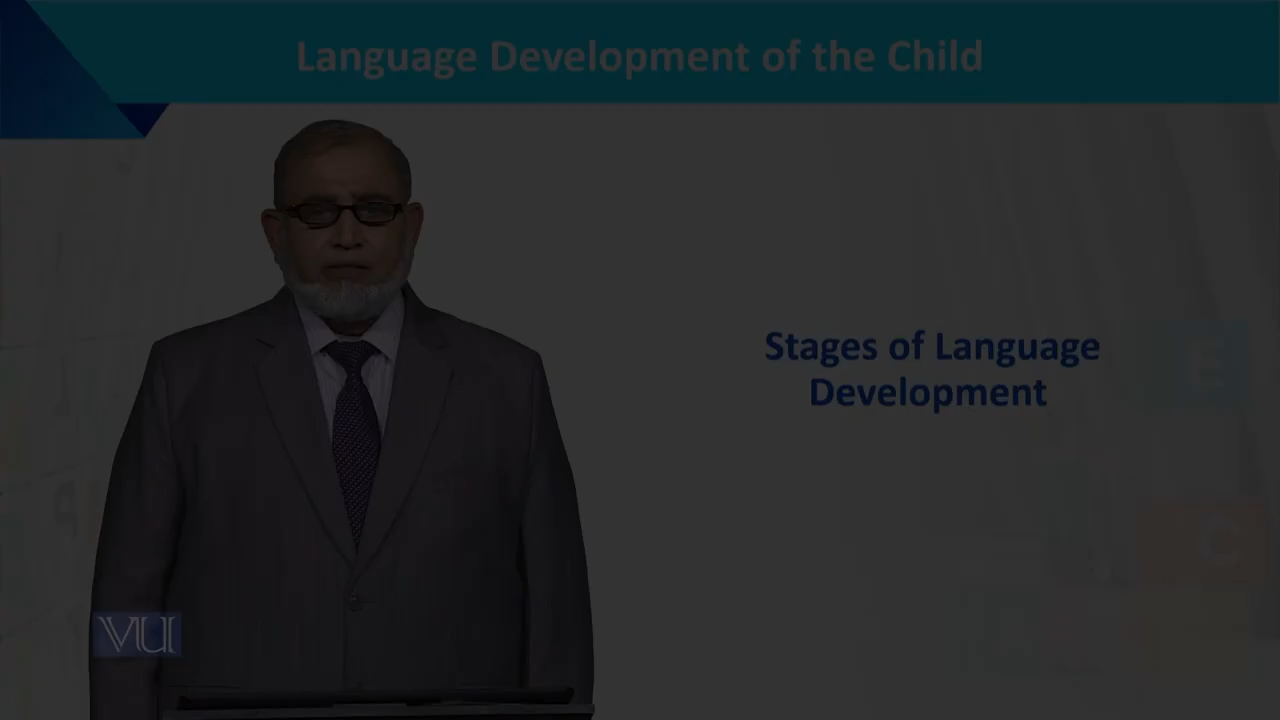 Language Development of the Child
Stages of Language
Development
E
C
VU